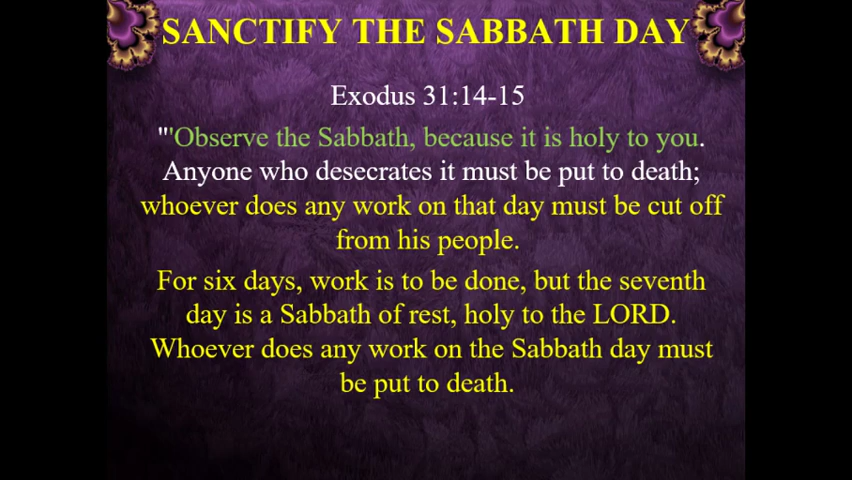 SANCTIFY THE SABBATH DAY
Exodus 31:14-15
"'Observe the Sabbath, because it is holy to you.
Anyone who desecrates it must be put to death;
whoever does any work on that day must be cut off
from his people.
For six days, work is to be done, but the seventh
day is a Sabbath of rest, holy to the LORD.
Whoever does any work on the Sabbath day must
be put to death.